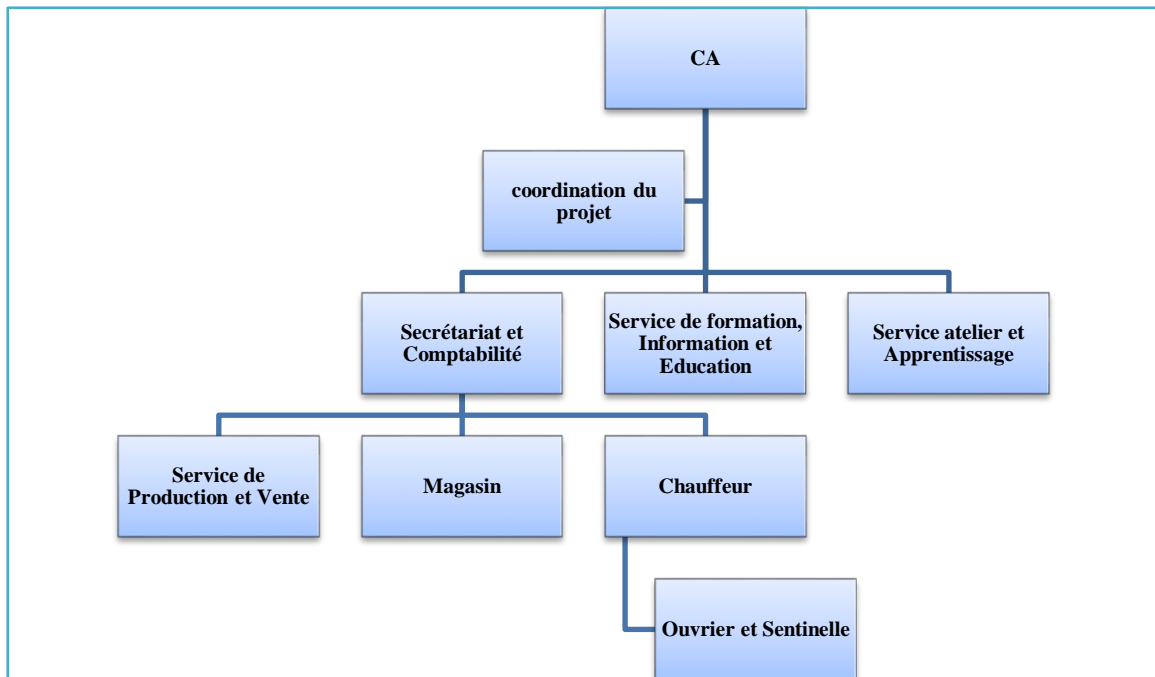 CA
coordination du
projet
Secrétariat et
Comptabilité
Service de formation,
Information et
Education
Service atelier et
Apprentissage
Service de
Production et Vente
Magasin
Chauffeur
Ouvrier et Sentinelle